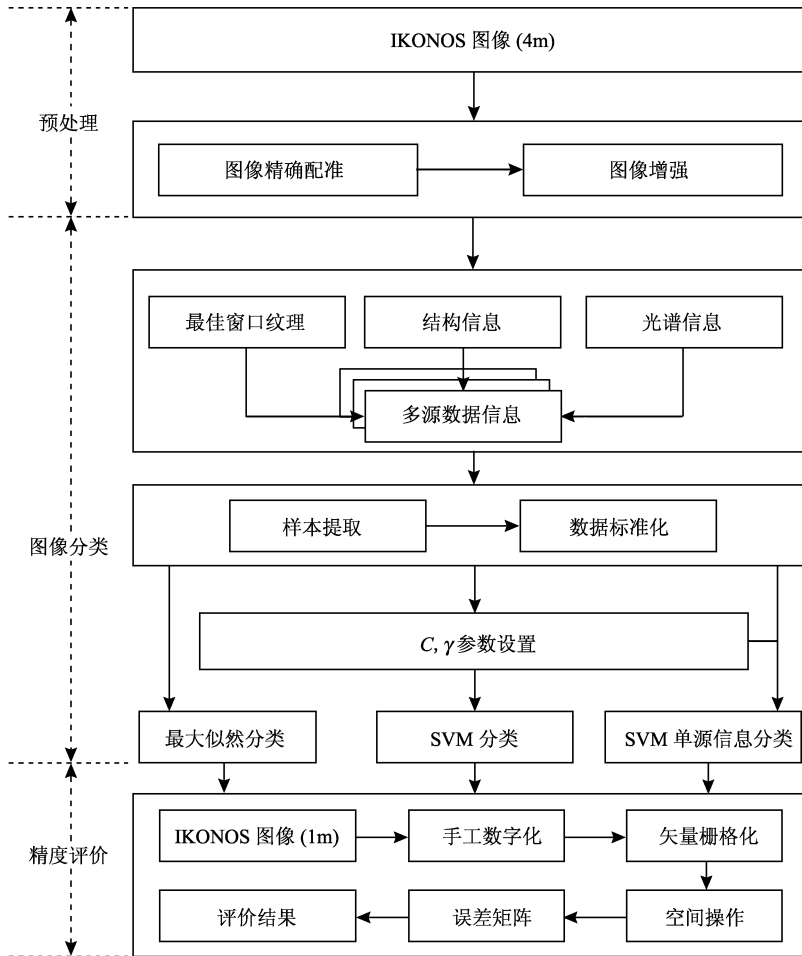 IKONOS 图像 (4m)
预处理
图像精确配准
图像增强
最佳窗口纹理
结构信息
光谱信息
多源数据信息
图像分类
样本提取
数据标准化
C, γ 参数设置
最大似然分类
SVM 分类
SVM 单源信息分类
精度评价
IKONOS 图像 (1m)
手工数字化
矢量栅格化
评价结果
误差矩阵
空间操作